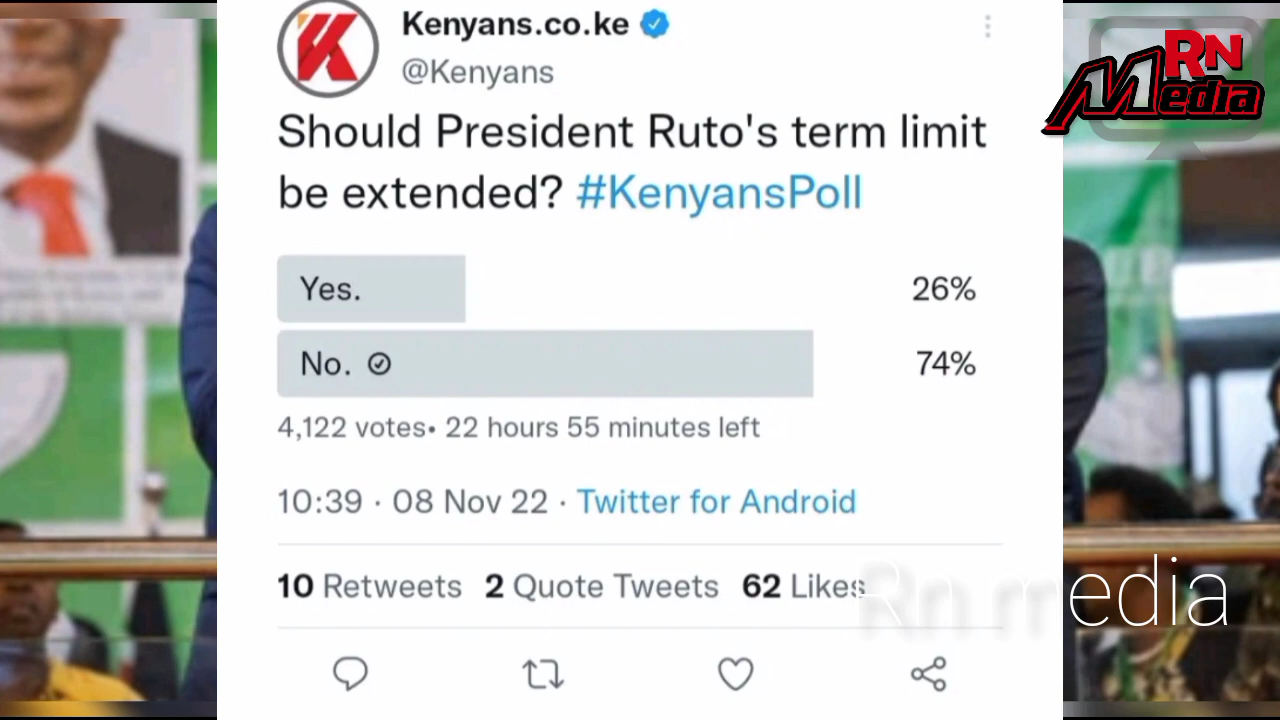 Kenyans.co.ke
@Kenyans
RN
Media
Should President Ruto's term limit
be extended? #KenyansPoll
Yes. 26%
No. 74%
4,122 votes• 22 hours 55 minutes left
10:39 · 08 Nov 22 · Twitter for Android
10 Retweets 2 Quote Tweets 62 Likes
Rn media